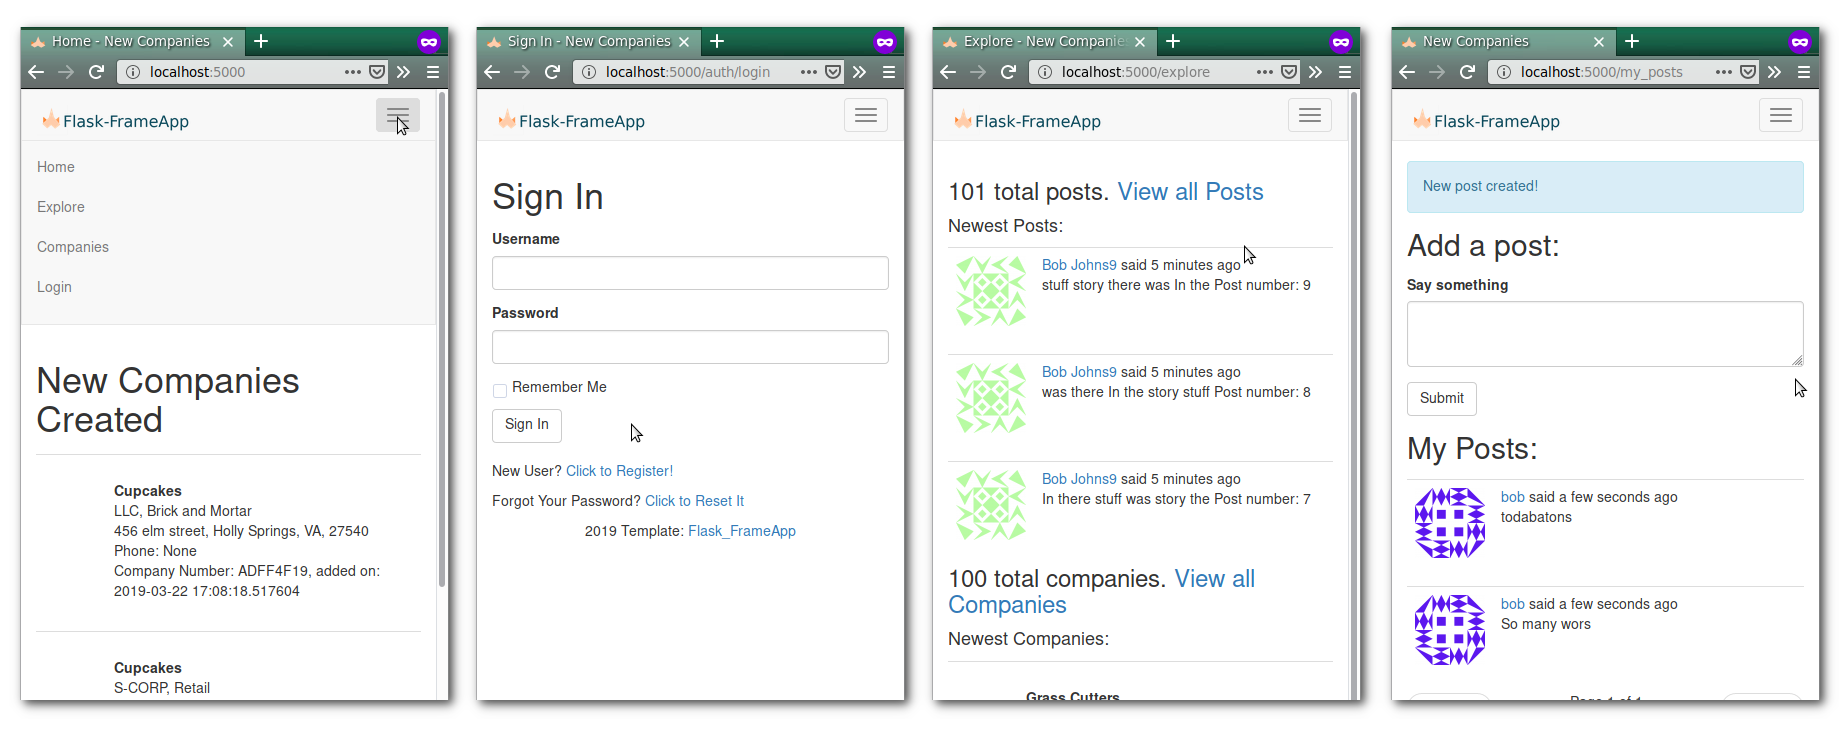 Home - New Companies
localhost:5000
Flask-FrameApp
Home
Explore
Companies
Login
New Companies
Created
Cupcakes
LLC, Brick and Mortar
456 elm street, Holly Springs, VA, 27540
Phone: None
Company Number: ADFF4F19, added on:
2019-03-22 17:08:18.517604
Cupcakes
S-CORP, Retail
Sign In - New Companies
localhost:5000/auth/login
Flask-FrameApp
Sign In
Username
Password
Remember Me
Sign In
New User? Click to Register!
Forgot Your Password? Click to Reset It
2019 Template: Flask_FrameApp
Explore - New Companie
localhost:5000/explore
Flask-FrameApp
101 total posts. View all Posts
Newest Posts:
Bob Johns9 said 5 minutes ago
stuff story there was In the Post number: 9
Bob Johns9 said 5 minutes ago
was there In the story stuff Post number: 8
Bob Johns9 said 5 minutes ago
In there stuff was story the Post number: 7
100 total companies. View all
Companies
Newest Companies:
Grass Cutters
New Companies
localhost:5000/my_posts
Flask-FrameApp
New post created!
Add a post:
Say something
Submit
My Posts:
bob said a few seconds ago
todabatons
bob said a few seconds ago
So many wors
Page 1 of 1